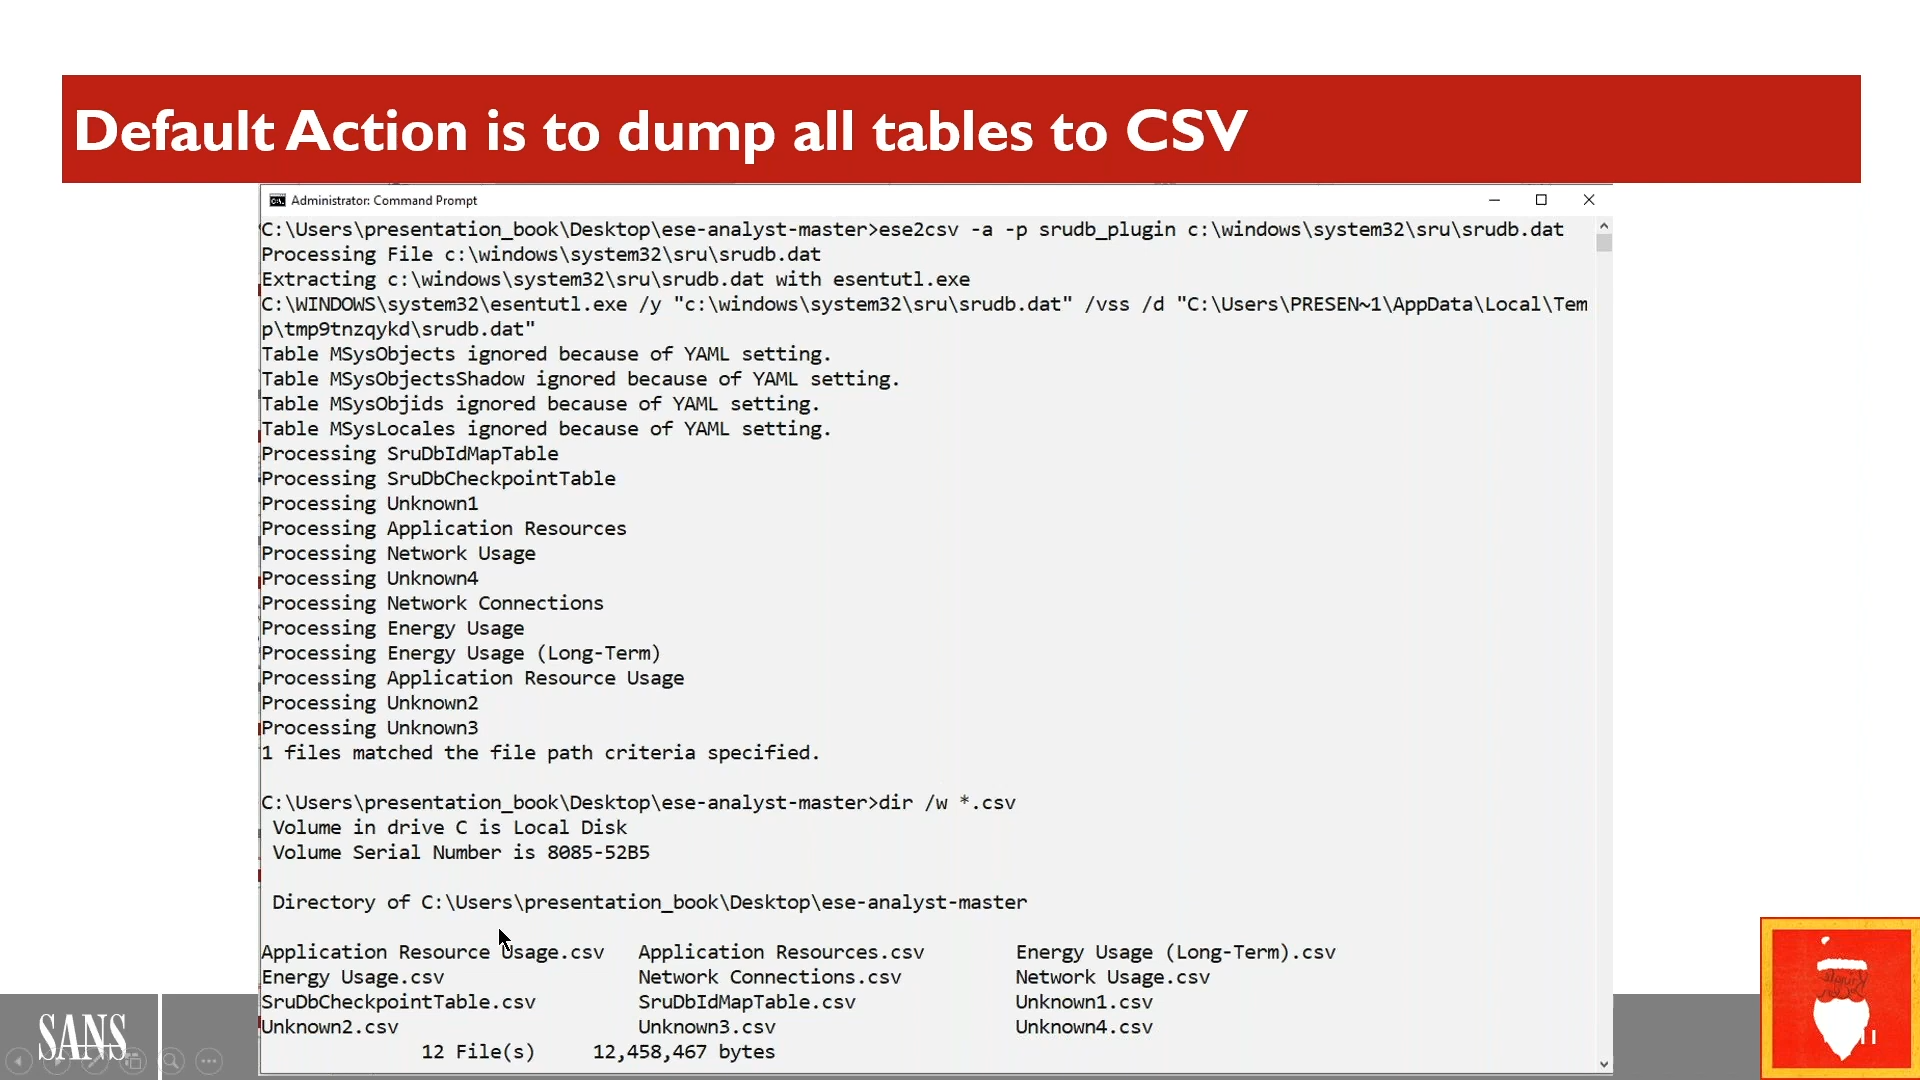 Default Action is to dump all tables to CSV
Administrator: Command Prompt
C:\Users\presentation_book\Desktop\ese-analyst-master>ese2csv -a -p srudb_plugin c:\windows\system32\sru\srudb.dat
Processing File c:\windows\system32\sru\srudb.dat
Extracting c:\windows\system32\sru\srudb.dat with esentutl.exe
C:\WINDOWS\system32\esentutl.exe /y "c:\windows\system32\sru\srudb.dat" /vss /d "C:\Users\PRESEN~1\AppData\Local\Tem
p\tmp9tnzqykd\srudb.dat"
Table MSysObjects ignored because of YAML setting.
Table MSysObjectsShadow ignored because of YAML setting.
Table MSysObjids ignored because of YAML setting.
Table MSysLocales ignored because of YAML setting.
Processing SruDbIdMapTable
Processing SruDbCheckpointTable
Processing Unknown1
Processing Application Resources
Processing Network Usage
Processing Unknown4
Processing Network Connections
Processing Energy Usage
Processing Energy Usage (Long-Term)
Processing Application Resource Usage
Processing Unknown2
Processing Unknown3
1 files matched the file path criteria specified.
C:\Users\presentation_book\Desktop\ese-analyst-master>dir /w *.csv
Volume in drive C is Local Disk
Volume Serial Number is 8085-52B5
Directory of C:\Users\presentation_book\Desktop\ese-analyst-master
Application Resource Usage.csv Application Resources.csv Energy Usage (Long-Term).csv
Energy Usage.csv Network Connections.csv Network Usage.csv
SruDbCheckpointTable.csv SruDbIdMapTable.csv Unknown1.csv
Unknown2.csv Unknown3.csv Unknown4.csv
12 File(s) 12,458,467 bytes
SANS
11